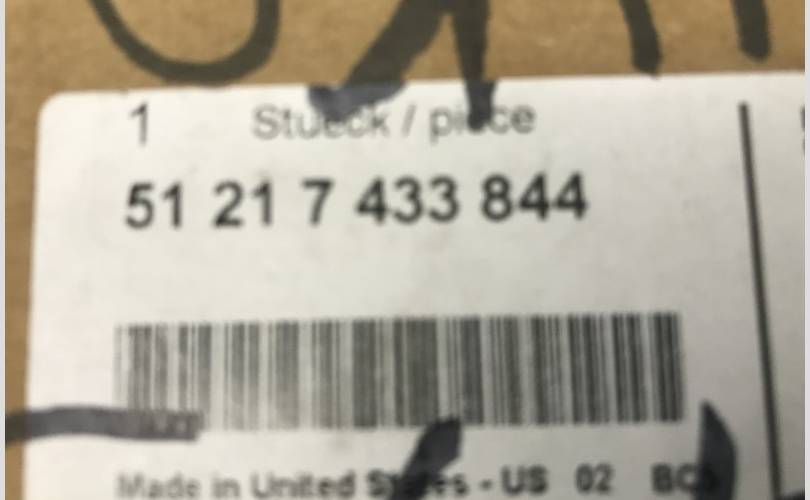 1 Stueck / piece
51 21 7 433 844
Made in United States - US 02